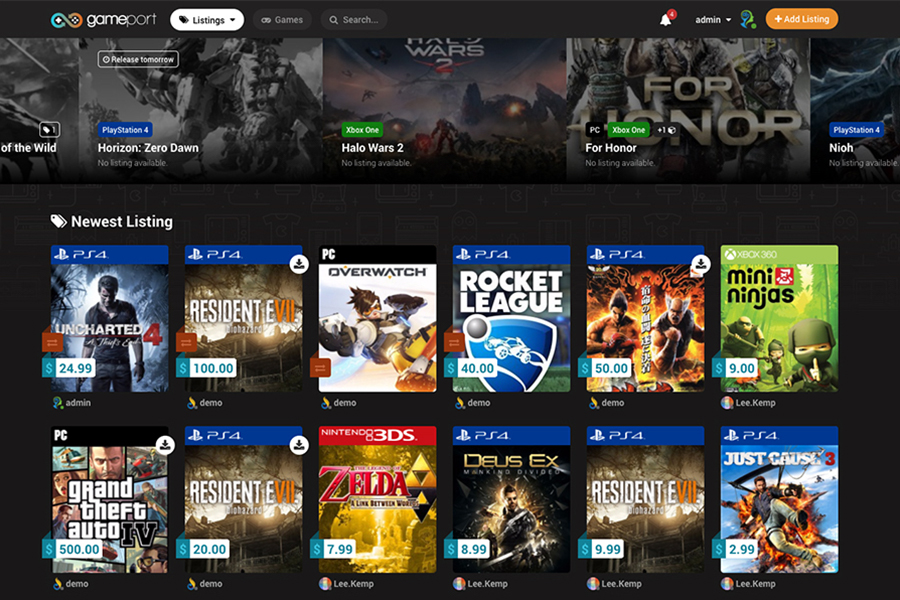 gameport
Listings
Games
Search...
4
admin
+ Add Listing
Release tomorrow
HALO
WARS
2
FOR
HONOR
1
of the Wild
PlayStation 4
Horizon: Zero Dawn
No listing available.
Xbox One
Halo Wars 2
No listing available.
PC
Xbox One
+1
For Honor
No listing available.
PlayStation 4
Nioh
No listing available.
Newest Listing
PS4
UNCHARTED 4
A Thief's End
$ 24.99
admin
PS4
RESIDENT EVII
biohazard
$ 100.00
demo
PC
OVERWATCH
demo
PS4
ROCKET
LEAGUE
$ 40.00
demo
PS4
$ 50.00
demo
XBOX 360
mini
ninjas
$ 9.00
Lee.Kemp
PC
grand
theft
auto IV
$ 500.00
demo
PS4
RESIDENT EVII
biohazard
$ 20.00
demo
NINTENDO 3DS
ZELDA
A LINK BETWEEN WORLDS
$ 7.99
Lee.Kemp
PS4
DEUS EX
MANKIND DIVIDED
$ 8.99
Lee.Kemp
PS4
RESIDENT EVII
biohazard
$ 9.99
Lee.Kemp
PS4
JUST CAUSE 3
$ 2.99
Lee.Kemp